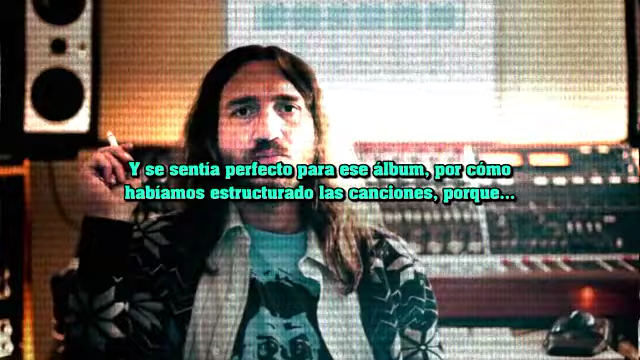 Y se sentía perfecto para ese álbum, por cómo
habíamos estructurado las canciones, porque...